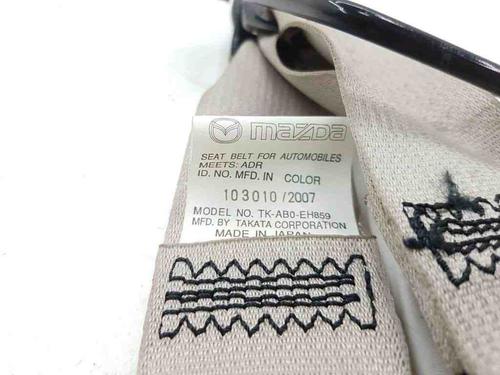 mazda
SEAT BELT FOR AUTOMOBILES
MEETS: ADR
ID. NO. MFD. IN COLOR
103010/2007
MODEL NO. TK-AB0-EH859
MFD. BY TAKATA CORPORATION
MADE IN JAPAN